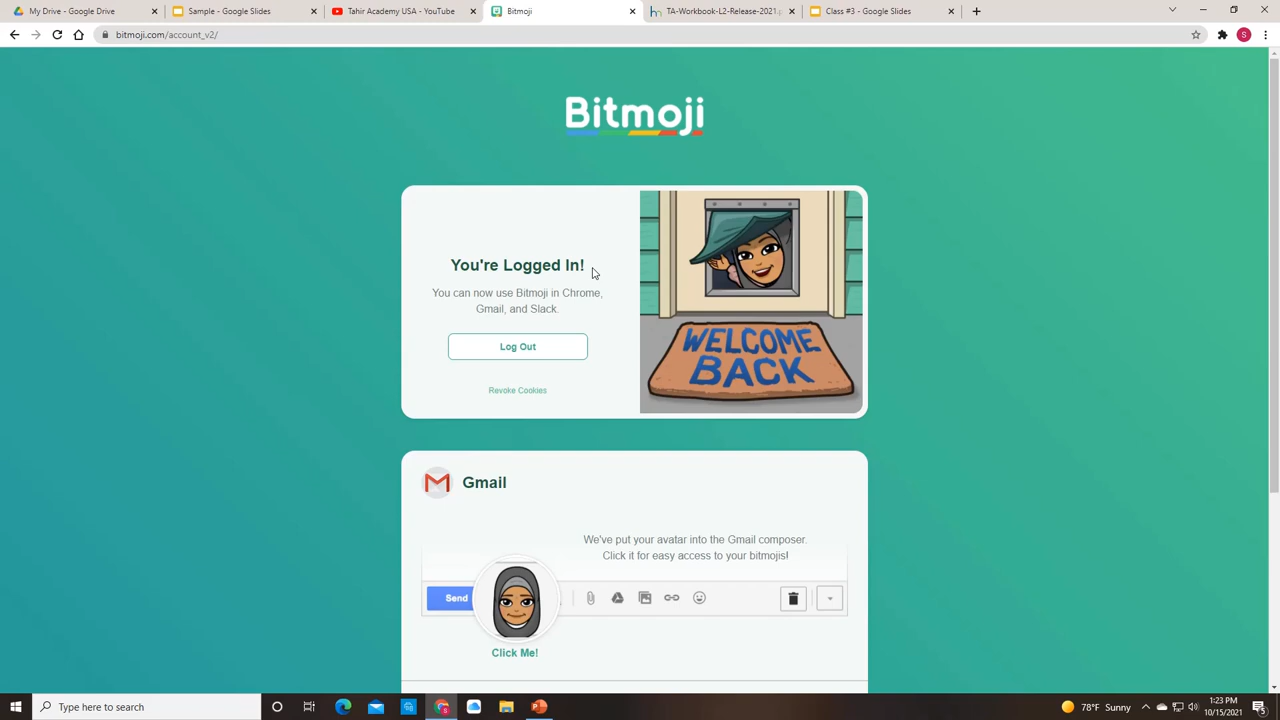 My Drive - Google Drive
Sample - Google Slides
Tahir Academy USA - YouTube
Bitmoji
TA-Workbook-L2-Release-2021.p
Class #3 - Google Slides
bitmoji.com/account_v2/
S
Bitmoji
You're Logged In!
You can now use Bitmoji in Chrome,
Gmail, and Slack.
Log Out
Revoke Cookies
WELCOME
BACK
Gmail
We've put your avatar into the Gmail composer.
Click it for easy access to your bitmojis!
Send
Click Me!
Type here to search
78°F Sunny
1:23 PM
10/15/2021